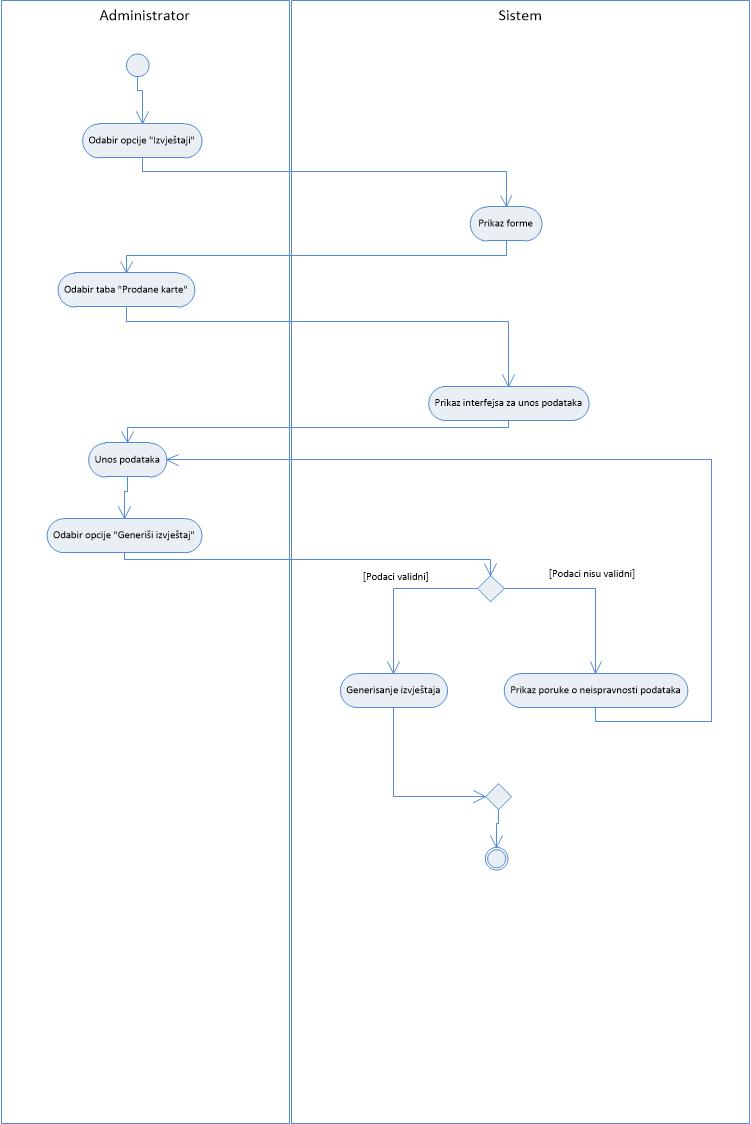 Administrator
Sistem
Odabir opcije "Izvještaji"
Prikaz forme
Odabir taba "Prodane karte"
Prikaz interfejsa za unos podataka
Unos podataka
Odabir opcije "Generiši izvještaj"
[Podaci validni]
[Podaci nisu validni]
Generisanje izvještaja
Prikaz poruke o neispravnosti podataka